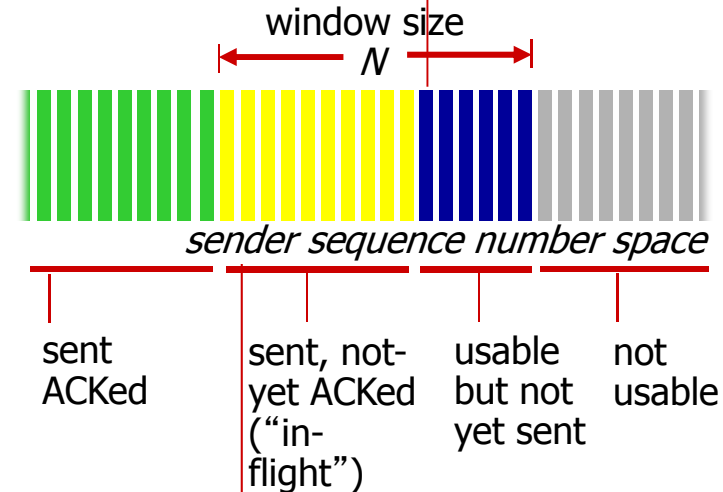 window size
N
sender sequence number space
sent
ACKed
sent, not-
yet ACKed
(“in-
flight”)
usable
but not
yet sent
not
usable